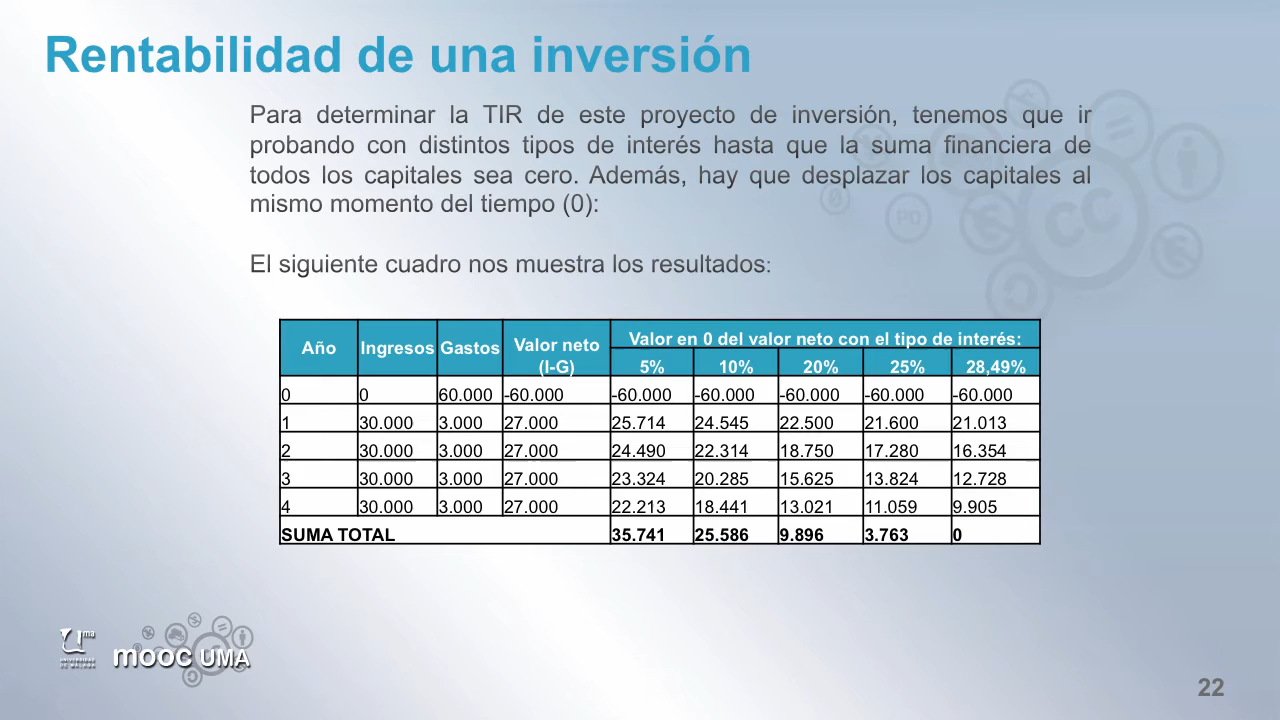 Rentabilidad de una inversión
Para determinar la TIR de este proyecto de inversión, tenemos que ir
probando con distintos tipos de interés hasta que la suma financiera de
todos los capitales sea cero. Además, hay que desplazar los capitales al
mismo momento del tiempo (0):
El siguiente cuadro nos muestra los resultados:
Año Ingresos Gastos Valor neto (I-G) Valor en 0 del valor neto con el tipo de interés:
5% 10% 20% 25% 28,49%
0 0 60.000 -60.000 -60.000 -60.000 -60.000 -60.000 -60.000
1 30.000 3.000 27.000 25.714 24.545 22.500 21.600 21.013
2 30.000 3.000 27.000 24.490 22.314 18.750 17.280 16.354
3 30.000 3.000 27.000 23.324 20.285 15.625 13.824 12.728
4 30.000 3.000 27.000 22.213 18.441 13.021 11.059 9.905
SUMA TOTAL 35.741 25.586 9.896 3.763 0
uma
UNIVERSIDAD
DE MÁLAGA
mooc UMA
CC
PD
22